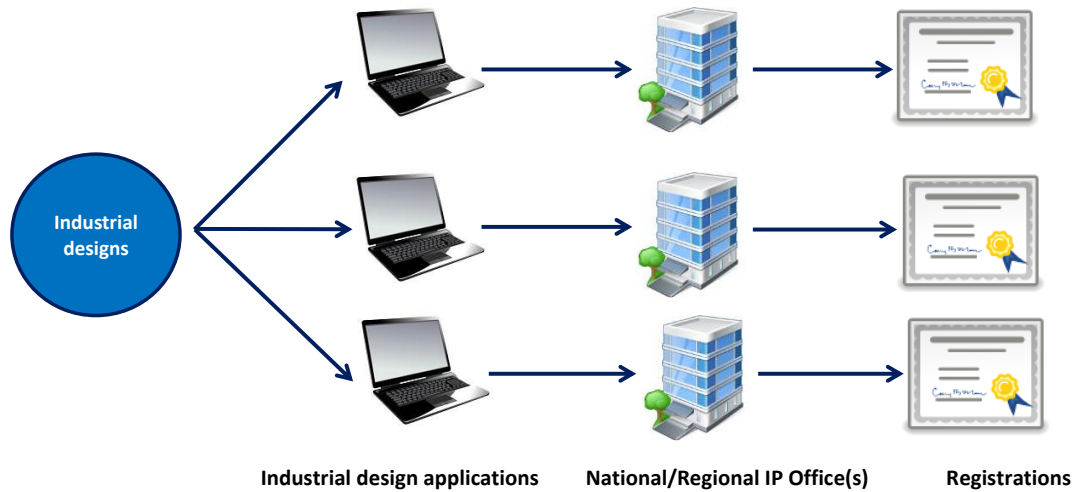 Industrial
designs
Industrial design applications
National/Regional IP Office(s)
Registrations